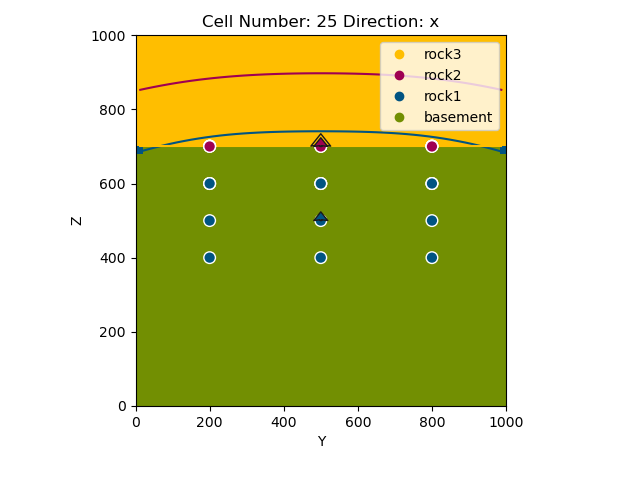 Cell Number: 25 Direction: x
1000
800
600
400
200
0
Z
0 200 400 600 800 1000
Y
rock3
rock2
rock1
basement